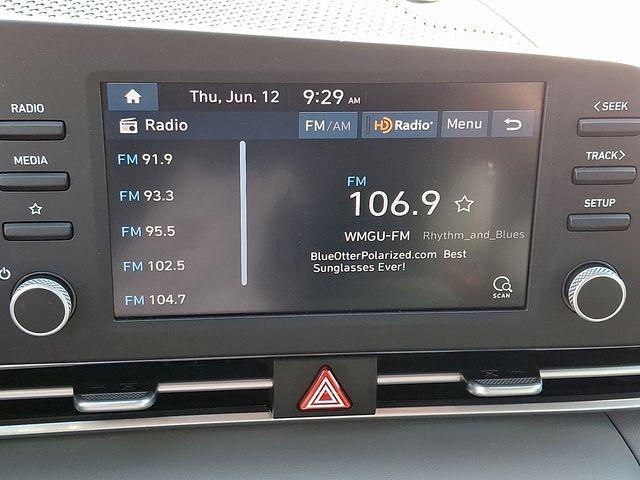 Thu, Jun. 12 9:29 AM
RADIO
< SEEK
Radio FM/AM HD Radio Menu
MEDIA
FM 91.9
TRACK >
FM 93.3
FM
106.9
SETUP
FM 95.5
WMGU-FM Rhythm_and_Blues
BlueOtterPolarized.com Best
Sunglasses Ever!
FM 102.5
SCAN
FM 104.7